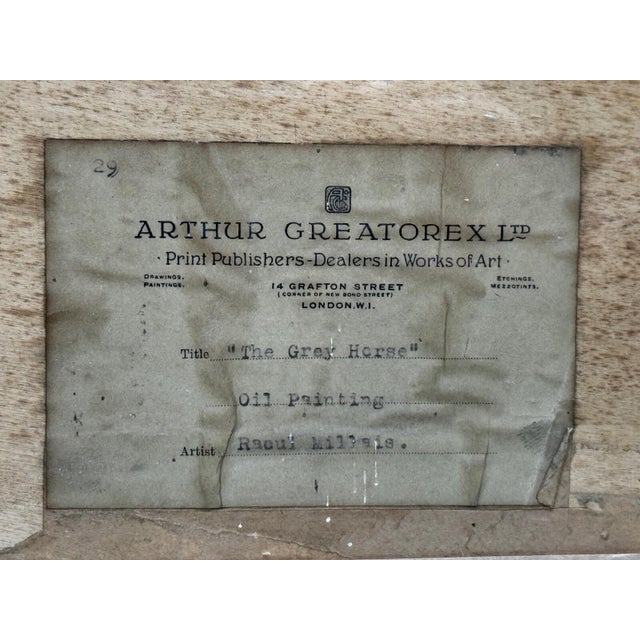 29
ARTHUR GREATOREX LTD
· Print Publishers - Dealers in Works of Art ·
DRAWINGS, PAINTINGS.
14 GRAFTON STREET
ETCHINGS, MEZZOTINTS.
(CORNER OF NEW BOND STREET)
LONDON. W.1.
Title "The Grey Horse"
Oil Painting
Artist Raoul Millais.